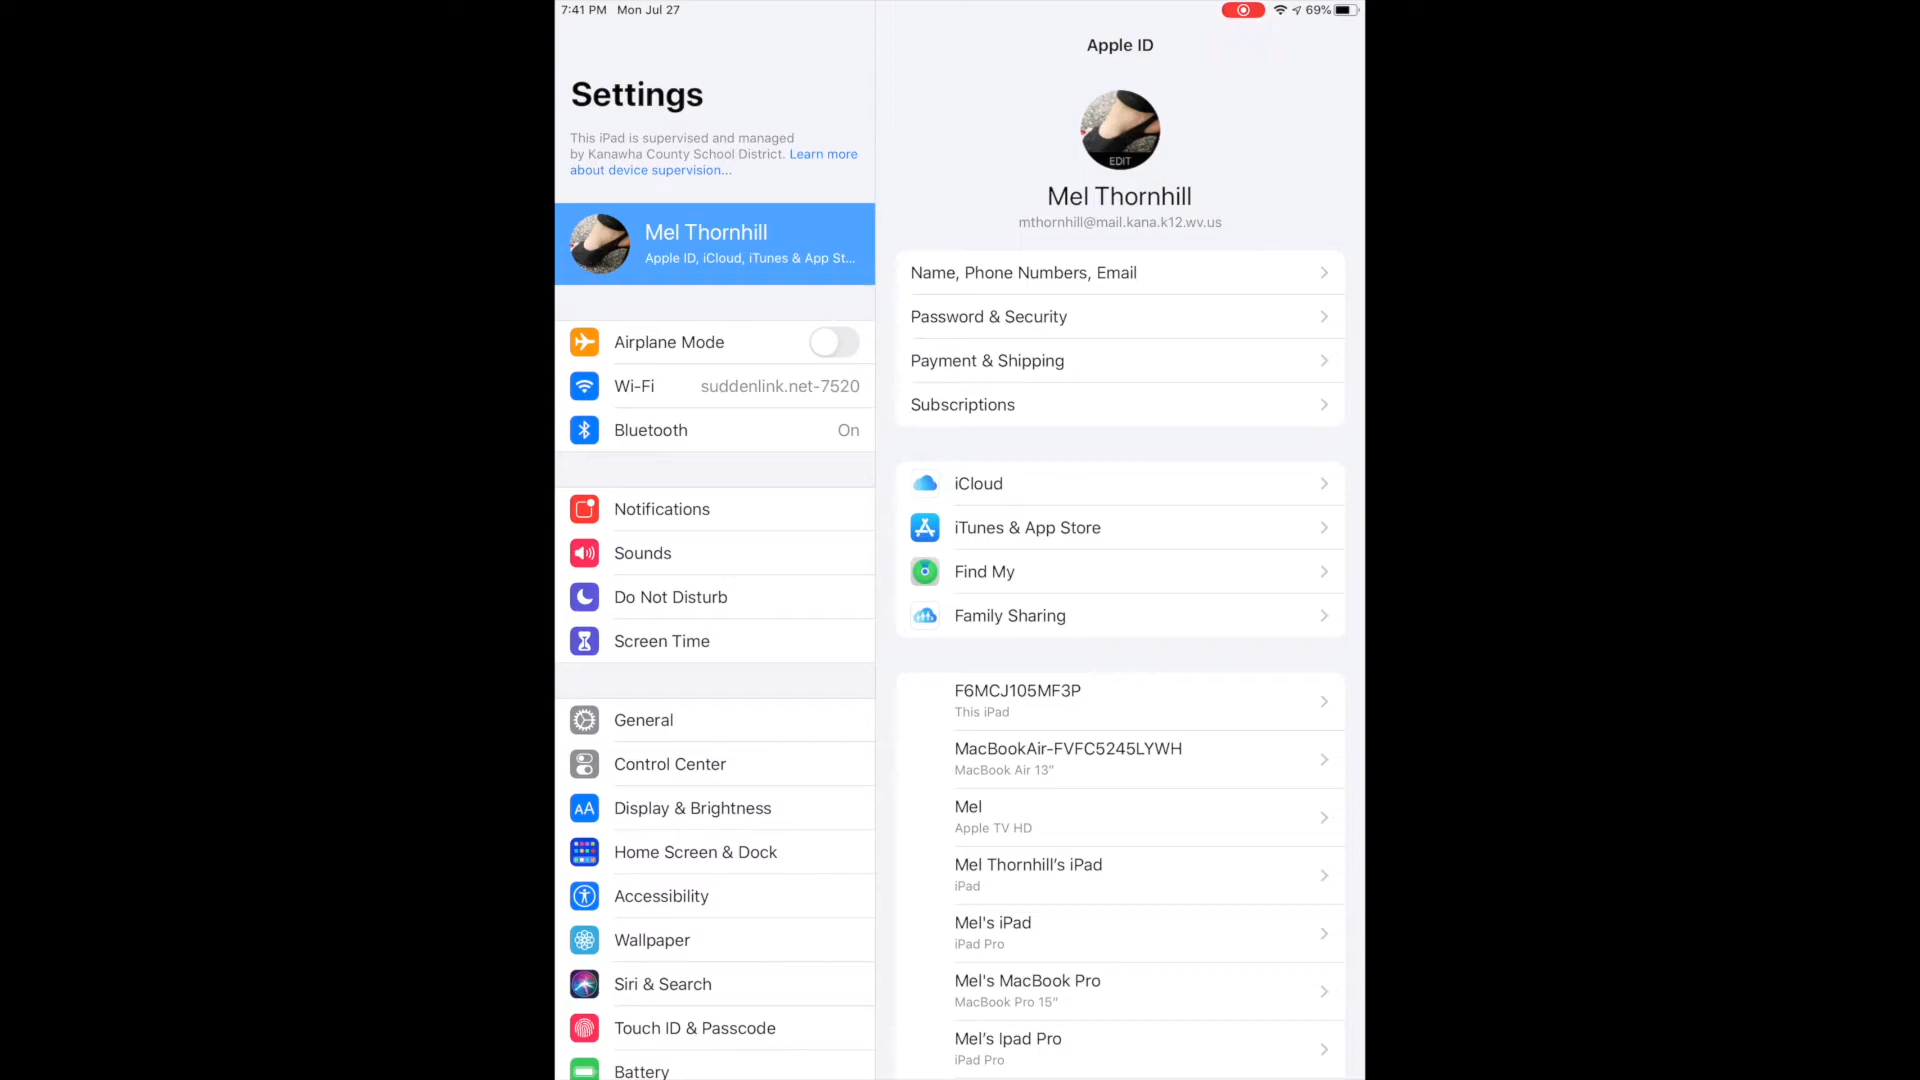 7:41 PM Mon Jul 27
69%
Settings
This iPad is supervised and managed
by Kanawha County School District. Learn more
about device supervision...
Mel Thornhill
Apple ID, iCloud, iTunes & App St...
Airplane Mode
Wi-Fi suddenlink.net-7520
Bluetooth On
Notifications
Sounds
Do Not Disturb
Screen Time
General
Control Center
AA Display & Brightness
Home Screen & Dock
Accessibility
Wallpaper
Siri & Search
Touch ID & Passcode
Battery
Apple ID
EDIT
Mel Thornhill
mthornhill@mail.kana.k12.wv.us
Name, Phone Numbers, Email
Password & Security
Payment & Shipping
Subscriptions
iCloud
iTunes & App Store
Find My
Family Sharing
F6MCJ105MF3P
This iPad
MacBookAir-FVFC5245LYWH
MacBook Air 13"
Mel
Apple TV HD
Mel Thornhill’s iPad
iPad
Mel's iPad
iPad Pro
Mel's MacBook Pro
MacBook Pro 15"
Mel’s Ipad Pro
iPad Pro